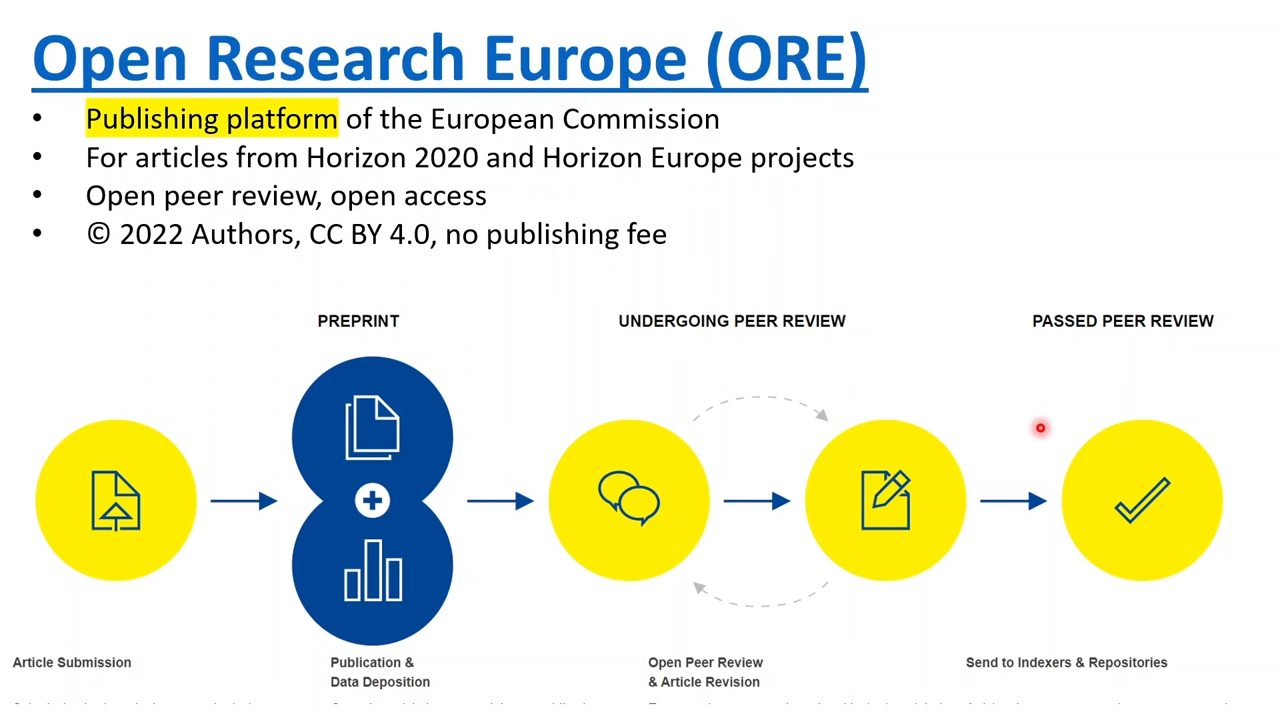 Open Research Europe (ORE)
• Publishing platform of the European Commission
• For articles from Horizon 2020 and Horizon Europe projects
• Open peer review, open access
• © 2022 Authors, CC BY 4.0, no publishing fee
PREPRINT
UNDERGOING PEER REVIEW
PASSED PEER REVIEW
Article Submission
Publication &
Data Deposition
Open Peer Review
& Article Revision
Send to Indexers & Repositories